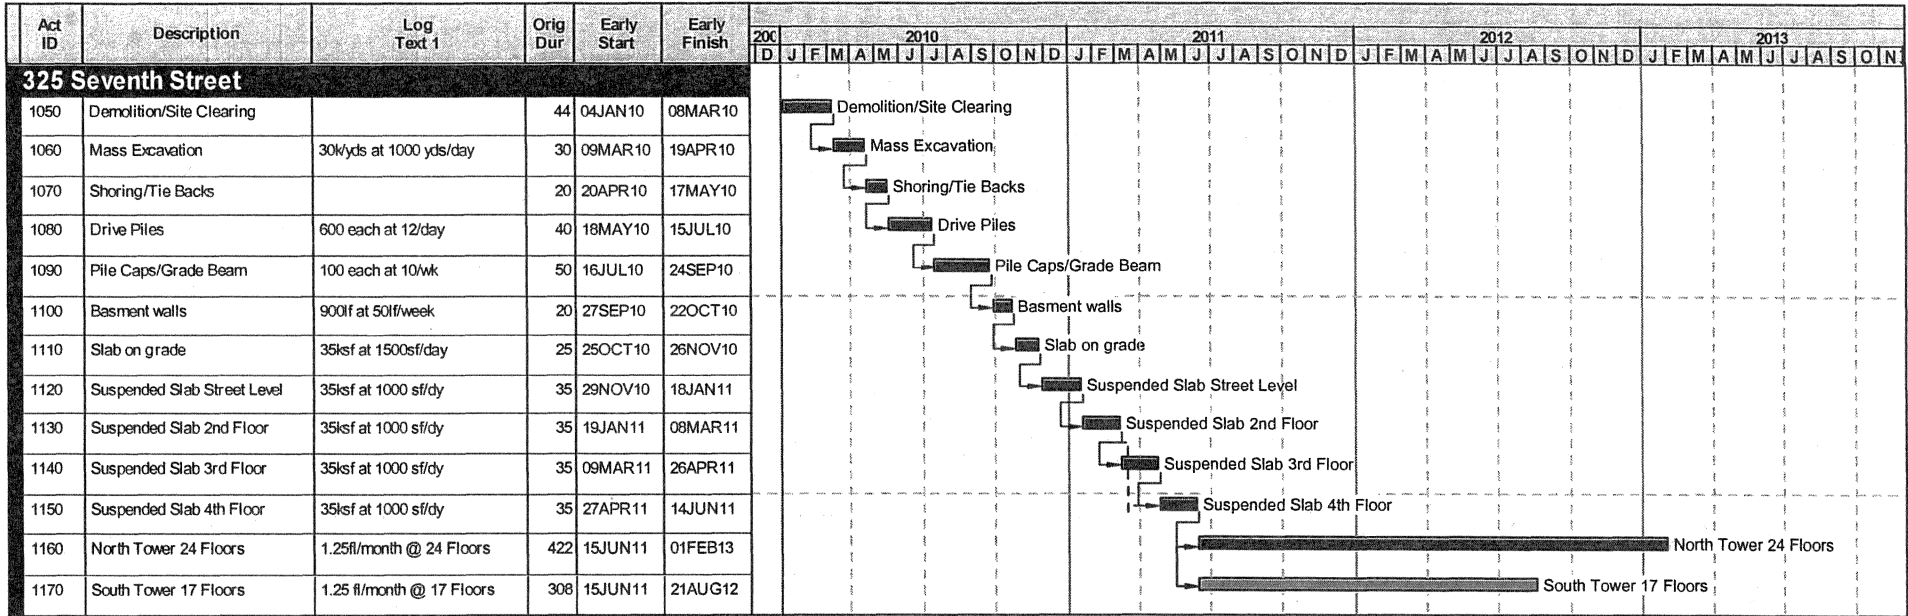 Act ID Description Log Text 1 Orig Dur Early Start Early Finish
200 2010 2011 2012 2013
D J F M A M J J A S O N D J F M A M J J A S O N D J F M A M J J A S O N D J F M A M J J A S O N
325 Seventh Street
1050 Demolition/Site Clearing 44 04JAN10 08MAR10 Demolition/Site Clearing
1060 Mass Excavation 30k/yds at 1000 yds/day 30 09MAR10 19APR10 Mass Excavation
1070 Shoring/Tie Backs 20 20APR10 17MAY10 Shoring/Tie Backs
1080 Drive Piles 600 each at 12/day 40 18MAY10 15JUL10 Drive Piles
1090 Pile Caps/Grade Beam 100 each at 10/wk 50 16JUL10 24SEP10 Pile Caps/Grade Beam
1100 Basment walls 900lf at 50lf/week 20 27SEP10 22OCT10 Basment walls
1110 Slab on grade 35ksf at 1500sf/day 25 25OCT10 26NOV10 Slab on grade
1120 Suspended Slab Street Level 35ksf at 1000 sf/dy 35 29NOV10 18JAN11 Suspended Slab Street Level
1130 Suspended Slab 2nd Floor 35ksf at 1000 sf/dy 35 19JAN11 08MAR11 Suspended Slab 2nd Floor
1140 Suspended Slab 3rd Floor 35ksf at 1000 sf/dy 35 09MAR11 26APR11 Suspended Slab 3rd Floor
1150 Suspended Slab 4th Floor 35ksf at 1000 sf/dy 35 27APR11 14JUN11 Suspended Slab 4th Floor
1160 North Tower 24 Floors 1.25fl/month @ 24 Floors 422 15JUN11 01FEB13 North Tower 24 Floors
1170 South Tower 17 Floors 1.25 fl/month @ 17 Floors 308 15JUN11 21AUG12 South Tower 17 Floors